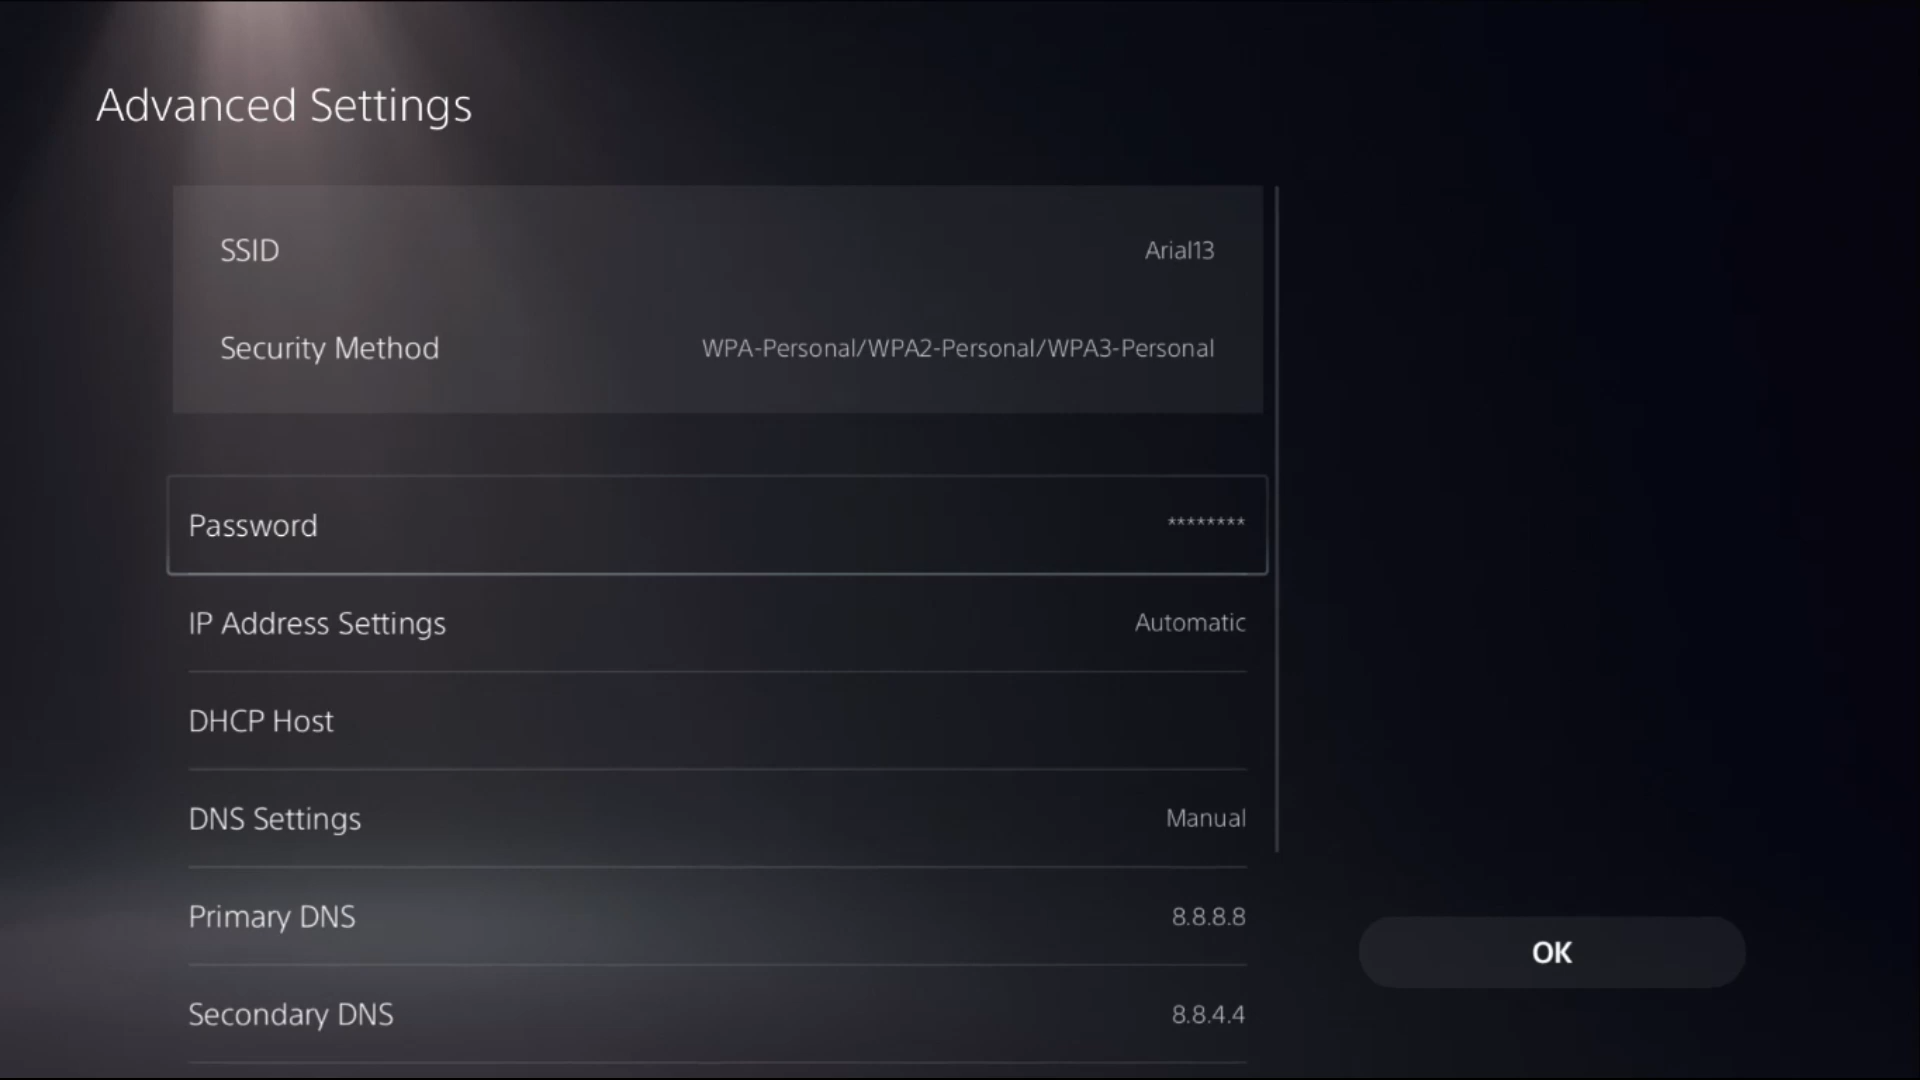 Advanced Settings
SSID Arial13
Security Method WPA-Personal/WPA2-Personal/WPA3-Personal
Password ********
IP Address Settings Automatic
DHCP Host
DNS Settings Manual
Primary DNS 8.8.8.8
OK
Secondary DNS 8.8.4.4